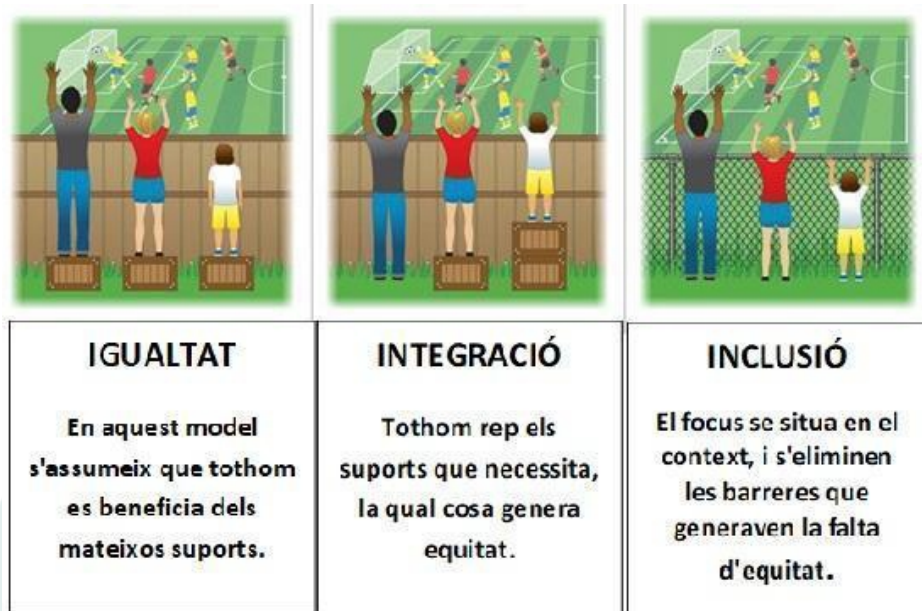 IGUALTAT
En aquest model
s'assumeix que tothom
es beneficia dels
mateixos suports.
INTEGRACIÓ
Tothom rep els
suports que necessita,
la qual cosa genera
equitat.
INCLUSIÓ
El focus se situa en el
context, i s'eliminen
les barreres que
generaven la falta
d'equitat.